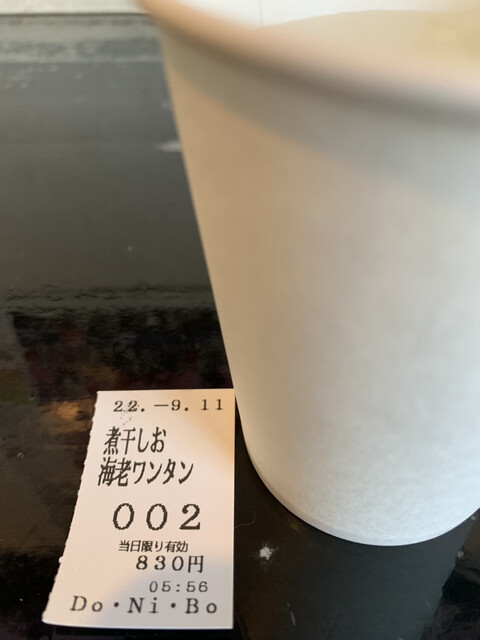 22.-9.11
煮干しお
海老ワンタン
002
当日限り有効
830円
05:56
Do・Ni・Bo